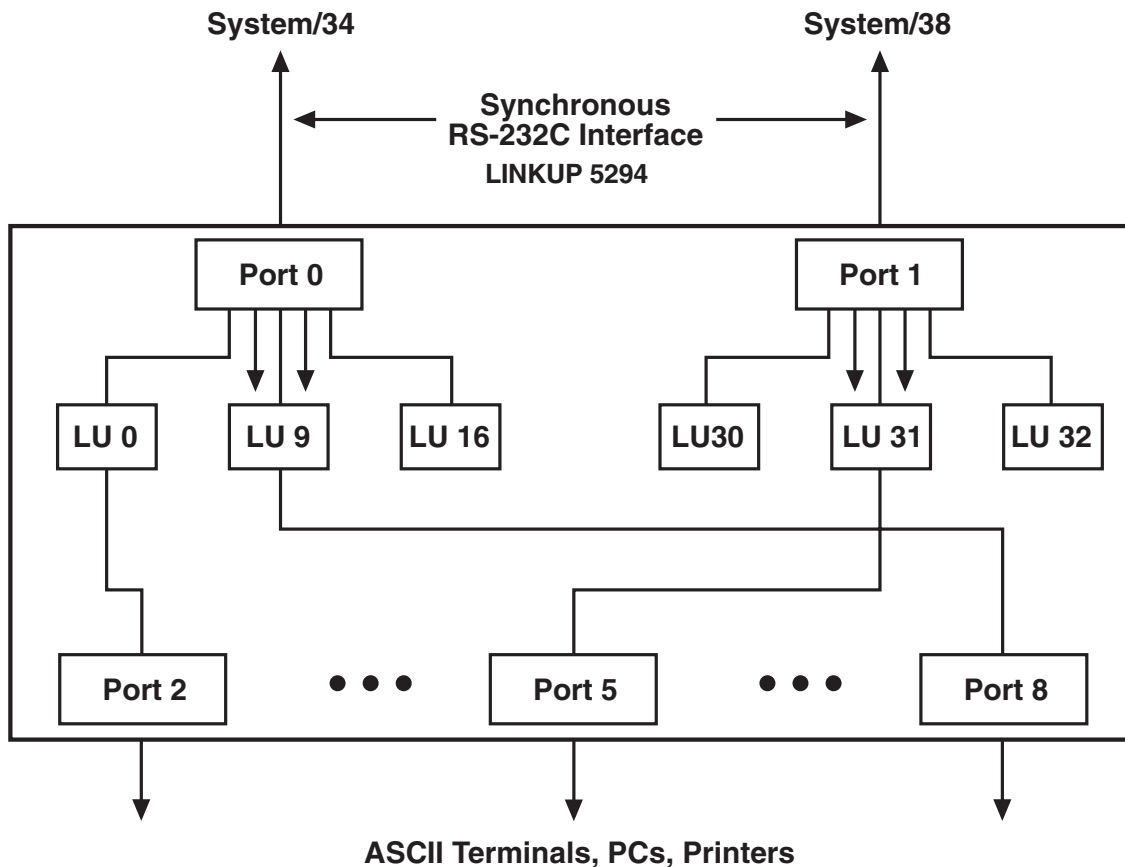 System/34
System/38
Synchronous
RS-232C Interface
LINKUP 5294
Port 0
Port 1
LU 0
LU 9
LU 16
LU30
LU 31
LU 32
Port 2
Port 5
Port 8
ASCII Terminals, PCs, Printers